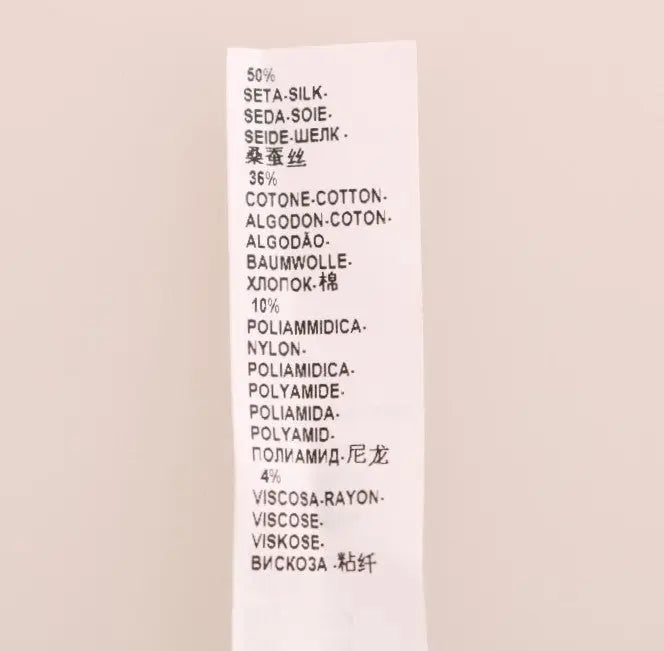 50%
SETA-SILK-
SEDA-SOIE-
SEIDE-ШЕЛК-
桑蚕丝
36%
COTONE-COTTON-
ALGODON-COTON-
ALGODÃO-
BAUMWOLLE-
ХЛОПОК-棉
10%
POLIAMMIDICA-
NYLON-
POLIAMIDICA-
POLYAMIDE-
POLIAMIDA-
POLYAMID-
ПОЛИАМИД-尼龙
4%
VISCOSA-RAYON-
VISCOSE-
VISKOSE-
ВИСКОЗА -粘纤